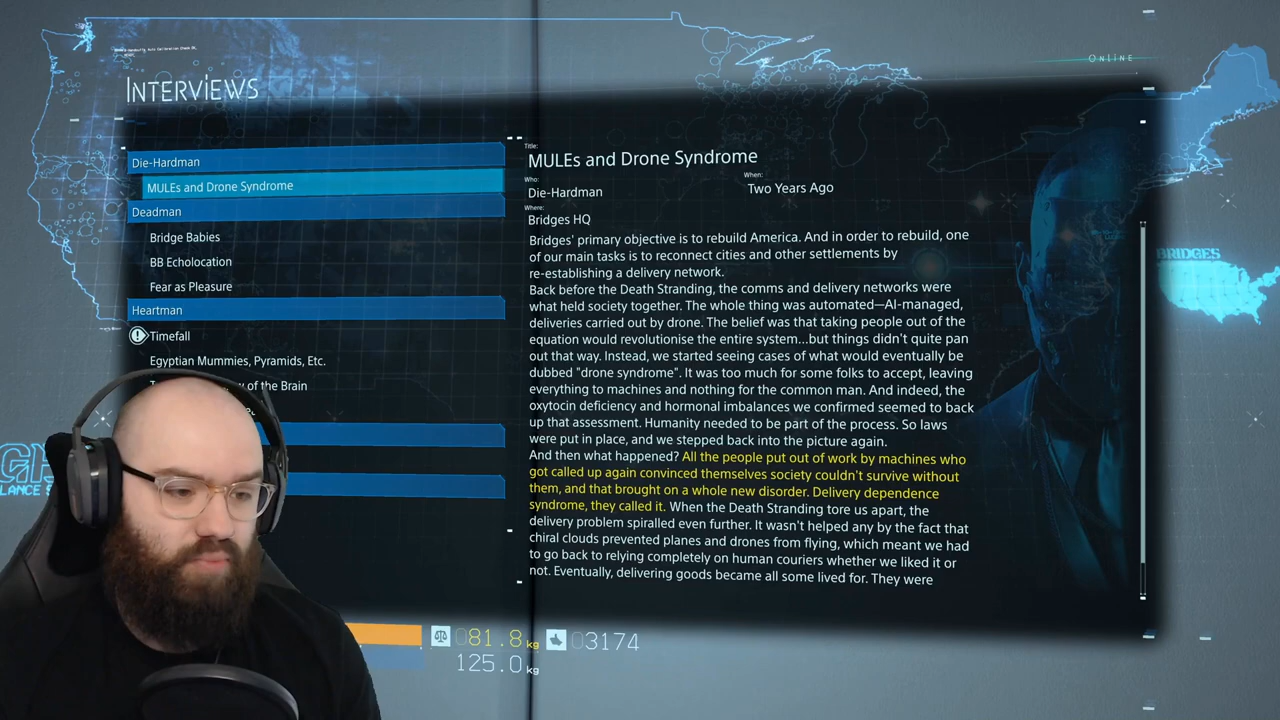 ONLINE
INTERVIEWS
Die-Hardman
MULEs and Drone Syndrome
Deadman
Bridge Babies
BB Echolocation
Fear as Pleasure
Heartman
Timefall
Egyptian Mummies, Pyramids, Etc.
of the Brain
Title:
MULEs and Drone Syndrome
Who:
Die-Hardman
When:
Two Years Ago
Where:
Bridges HQ
Bridges' primary objective is to rebuild America. And in order to rebuild, one
of our main tasks is to reconnect cities and other settlements by
re-establishing a delivery network.
Back before the Death Stranding, the comms and delivery networks were
what held society together. The whole thing was automated—AI-managed,
deliveries carried out by drone. The belief was that taking people out of the
equation would revolutionise the entire system...but things didn't quite pan
out that way. Instead, we started seeing cases of what would eventually be
dubbed "drone syndrome". It was too much for some folks to accept, leaving
everything to machines and nothing for the common man. And indeed, the
oxytocin deficiency and hormonal imbalances we confirmed seemed to back
up that assessment. Humanity needed to be part of the process. So laws
were put in place, and we stepped back into the picture again.
And then what happened? All the people put out of work by machines who
got called up again convinced themselves society couldn't survive without
them, and that brought on a whole new disorder. Delivery dependence
syndrome, they called it. When the Death Stranding tore us apart, the
delivery problem spiralled even further. It wasn't helped any by the fact that
chiral clouds prevented planes and drones from flying, which meant we had
to go back to relying completely on human couriers whether we liked it or
not. Eventually, delivering goods became all some lived for. They were
BRIDGES
LANCE S
081.8 kg
125.0 kg
03174